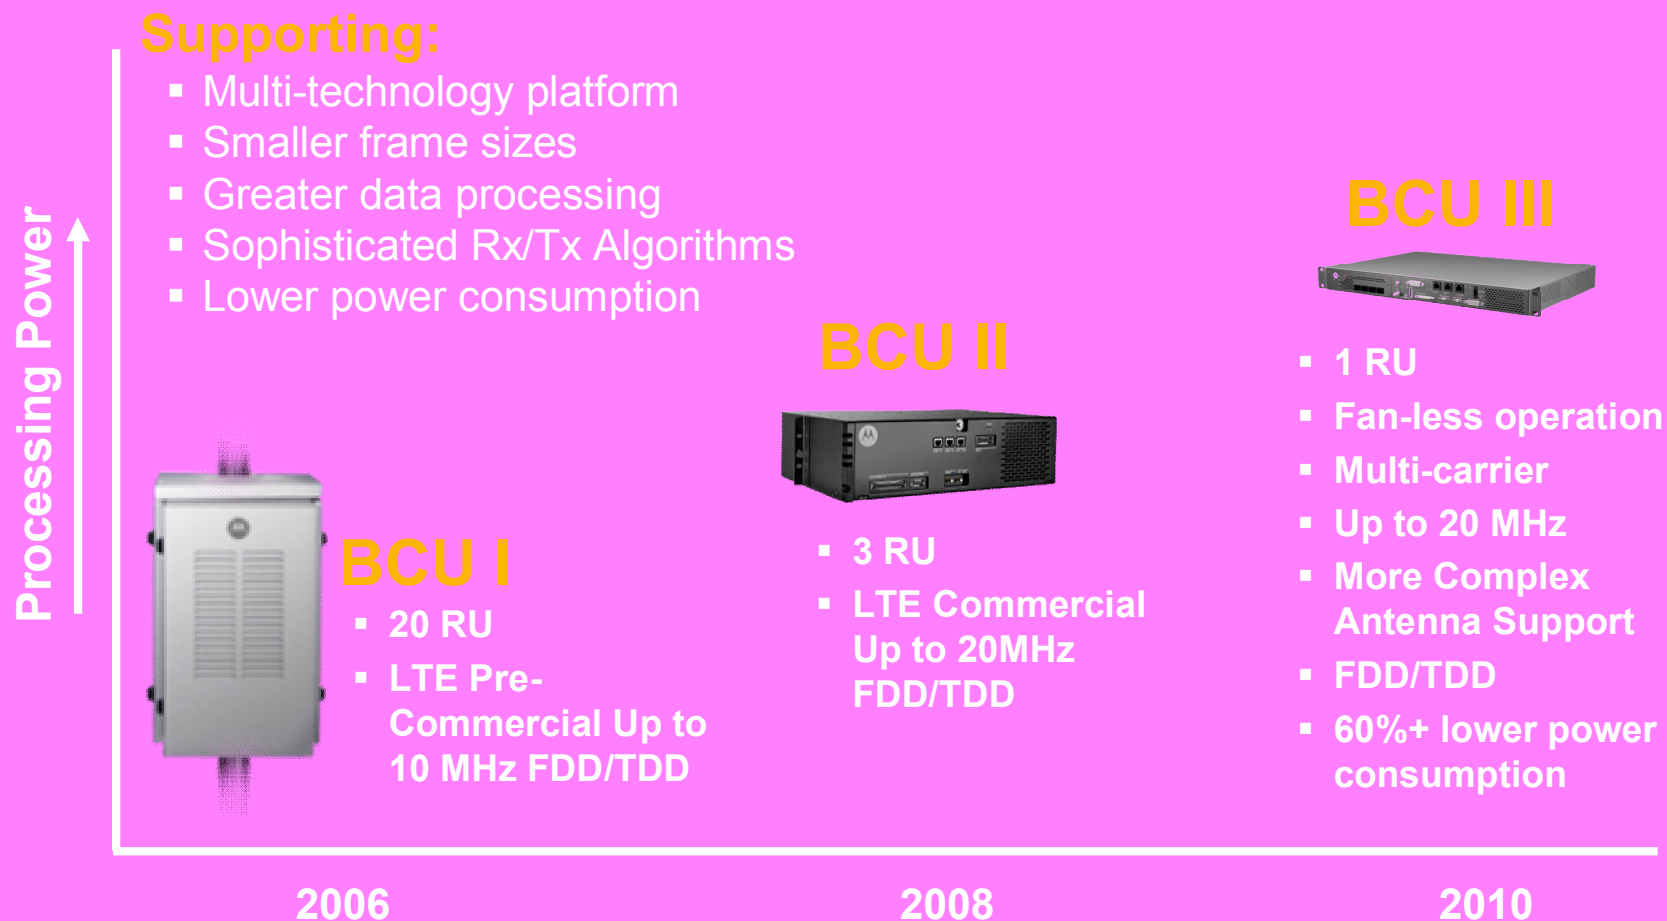 Supporting:
▪ Multi-technology platform
▪ Smaller frame sizes
▪ Greater data processing
▪ Sophisticated Rx/Tx Algorithms
▪ Lower power consumption
Processing Power
BCU I
▪ 20 RU
▪ LTE Pre-
Commercial Up to
10 MHz FDD/TDD
BCU II
3
▪ 3 RU
▪ LTE Commercial
Up to 20MHz
FDD/TDD
BCU III
▪ 1 RU
▪ Fan-less operation
▪ Multi-carrier
▪ Up to 20 MHz
▪ More Complex
Antenna Support
▪ FDD/TDD
▪ 60%+ lower power
consumption
2006
2008
2010